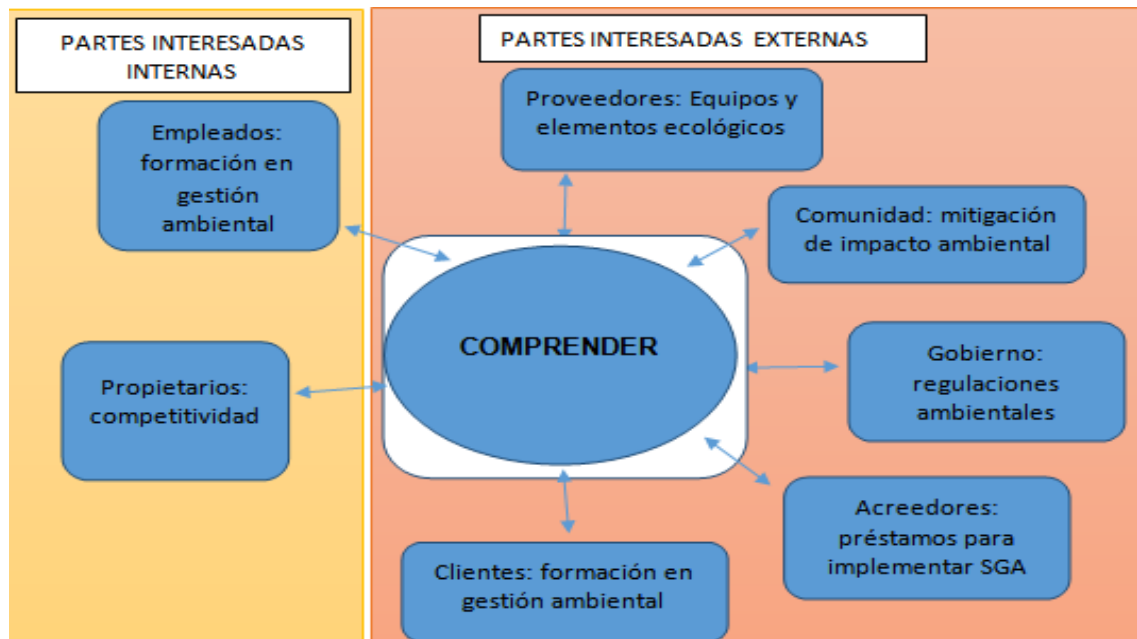 PARTES INTERESADAS
INTERNAS
Empleados:
formación en
gestión
ambiental
Propietarios:
competitividad
PARTES INTERESADAS EXTERNAS
Proveedores: Equipos y
elementos ecológicos
Comunidad: mitigación
de impacto ambiental
COMPRENDER
Gobierno:
regulaciones
ambientales
Acreedores:
préstamos para
implementar SGA
Clientes: formación en
gestión ambiental